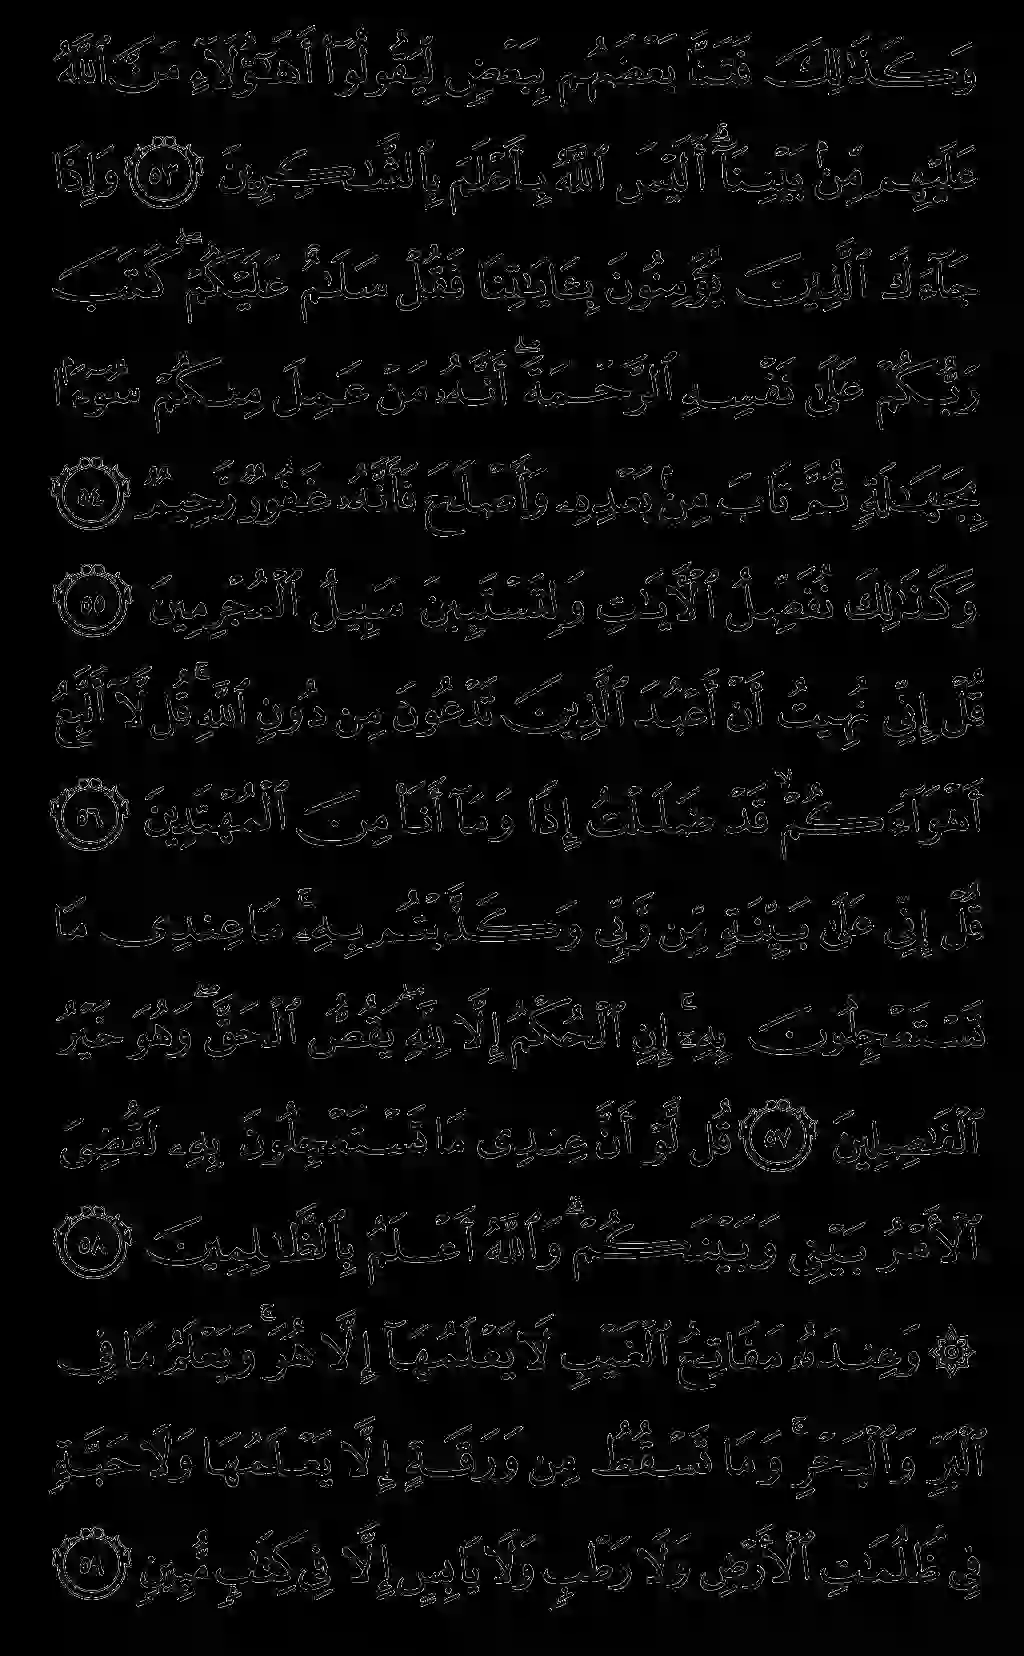 وَكَذَٰلِكَ فَتَنَّا بَعْضَهُم بِبَعْضٍ لِّيَقُولُوٓا۟ أَهَٰٓؤُلَآءِ مَنَّ ٱللَّهُ
عَلَيْهِم مِّنۢ بَيْنِنَآ ۗ أَلَيْسَ ٱللَّهُ بِأَعْلَمَ بِٱلشَّٰكِرِينَ ٥٣ وَإِذَا
جَآءَكَ ٱلَّذِينَ يُؤْمِنُونَ بِـَٔايَٰتِنَا فَقُلْ سَلَٰمٌ عَلَيْكُمْ ۖ كَتَبَ
رَبُّكُمْ عَلَىٰ نَفْسِهِ ٱلرَّحْمَةَ ۖ أَنَّهُۥ مَنْ عَمِلَ مِنكُمْ سُوٓءًۢا
بِجَهَٰلَةٍ ثُمَّ تَابَ مِنۢ بَعْدِهِۦ وَأَصْلَحَ فَأَنَّهُۥ غَفُورٌ رَّحِيمٌ ٥٤
وَكَذَٰلِكَ نُفَصِّلُ ٱلْـَٔايَٰتِ وَلِتَسْتَبِينَ سَبِيلُ ٱلْمُجْرِمِينَ ٥٥
قُلْ إِنِّى نُهِيتُ أَنْ أَعْبُدَ ٱلَّذِينَ تَدْعُونَ مِن دُونِ ٱللَّهِ ۚ قُل لَّآ أَتَّبِعُ
أَهْوَآءَكُمْ ۙ قَدْ ضَلَلْتُ إِذًا وَمَآ أَنَا۠ مِنَ ٱلْمُهْتَدِينَ ٥٦
قُلْ إِنِّى عَلَىٰ بَيِّنَةٍ مِّن رَّبِّى وَكَذَّبْتُم بِهِۦ ۚ مَا عِندِى مَا
تَسْتَعْجِلُونَ بِهِۦٓ ۚ إِنِ ٱلْحُكْمُ إِلَّا لِلَّهِ ۖ يَقُصُّ ٱلْحَقَّ ۖ وَهُوَ خَيْرُ
ٱلْفَٰصِلِينَ ٥٧ قُل لَّوْ أَنَّ عِندِى مَا تَسْتَعْجِلُونَ بِهِۦ لَقُضِىَ
ٱلْأَمْرُ بَيْنِى وَبَيْنَكُمْ ۗ وَٱللَّهُ أَعْلَمُ بِٱلظَّٰلِمِينَ ٥٨
۞ وَعِندَهُۥ مَفَاتِحُ ٱلْغَيْبِ لَا يَعْلَمُهَآ إِلَّا هُوَ ۚ وَيَعْلَمُ مَا فِى
ٱلْبَرِّ وَٱلْبَحْرِ ۚ وَمَا تَسْقُطُ مِن وَرَقَةٍ إِلَّا يَعْلَمُهَا وَلَا حَبَّةٍ
فِى ظُلُمَٰتِ ٱلْأَرْضِ وَلَا رَطْبٍ وَلَا يَابِسٍ إِلَّا فِى كِتَٰبٍ مُّبِينٍ ٥٩